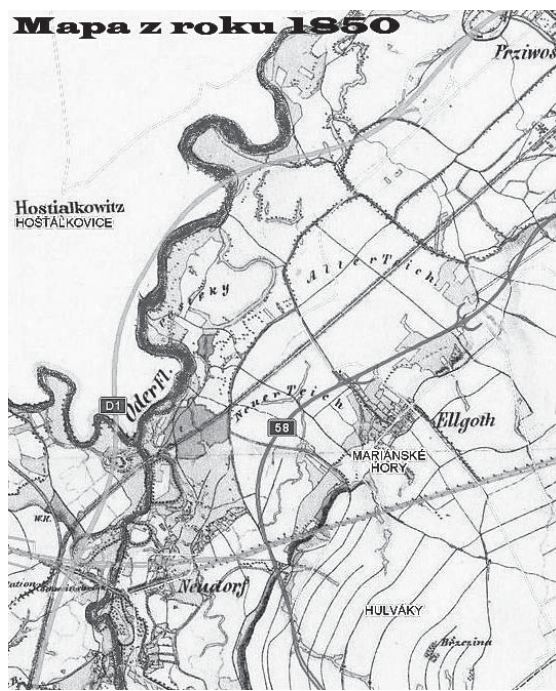 Mapa z roku 1850
Prziwos
Hostialkowitz
HOŠŤÁLKOVICE
Alter Teich
Oder Fl.
D1
Neuer Teich
58
Ellgoth
MARIÁNSKÉ
HORY
W.H.
Neudorf
HULVÁKY
Březina